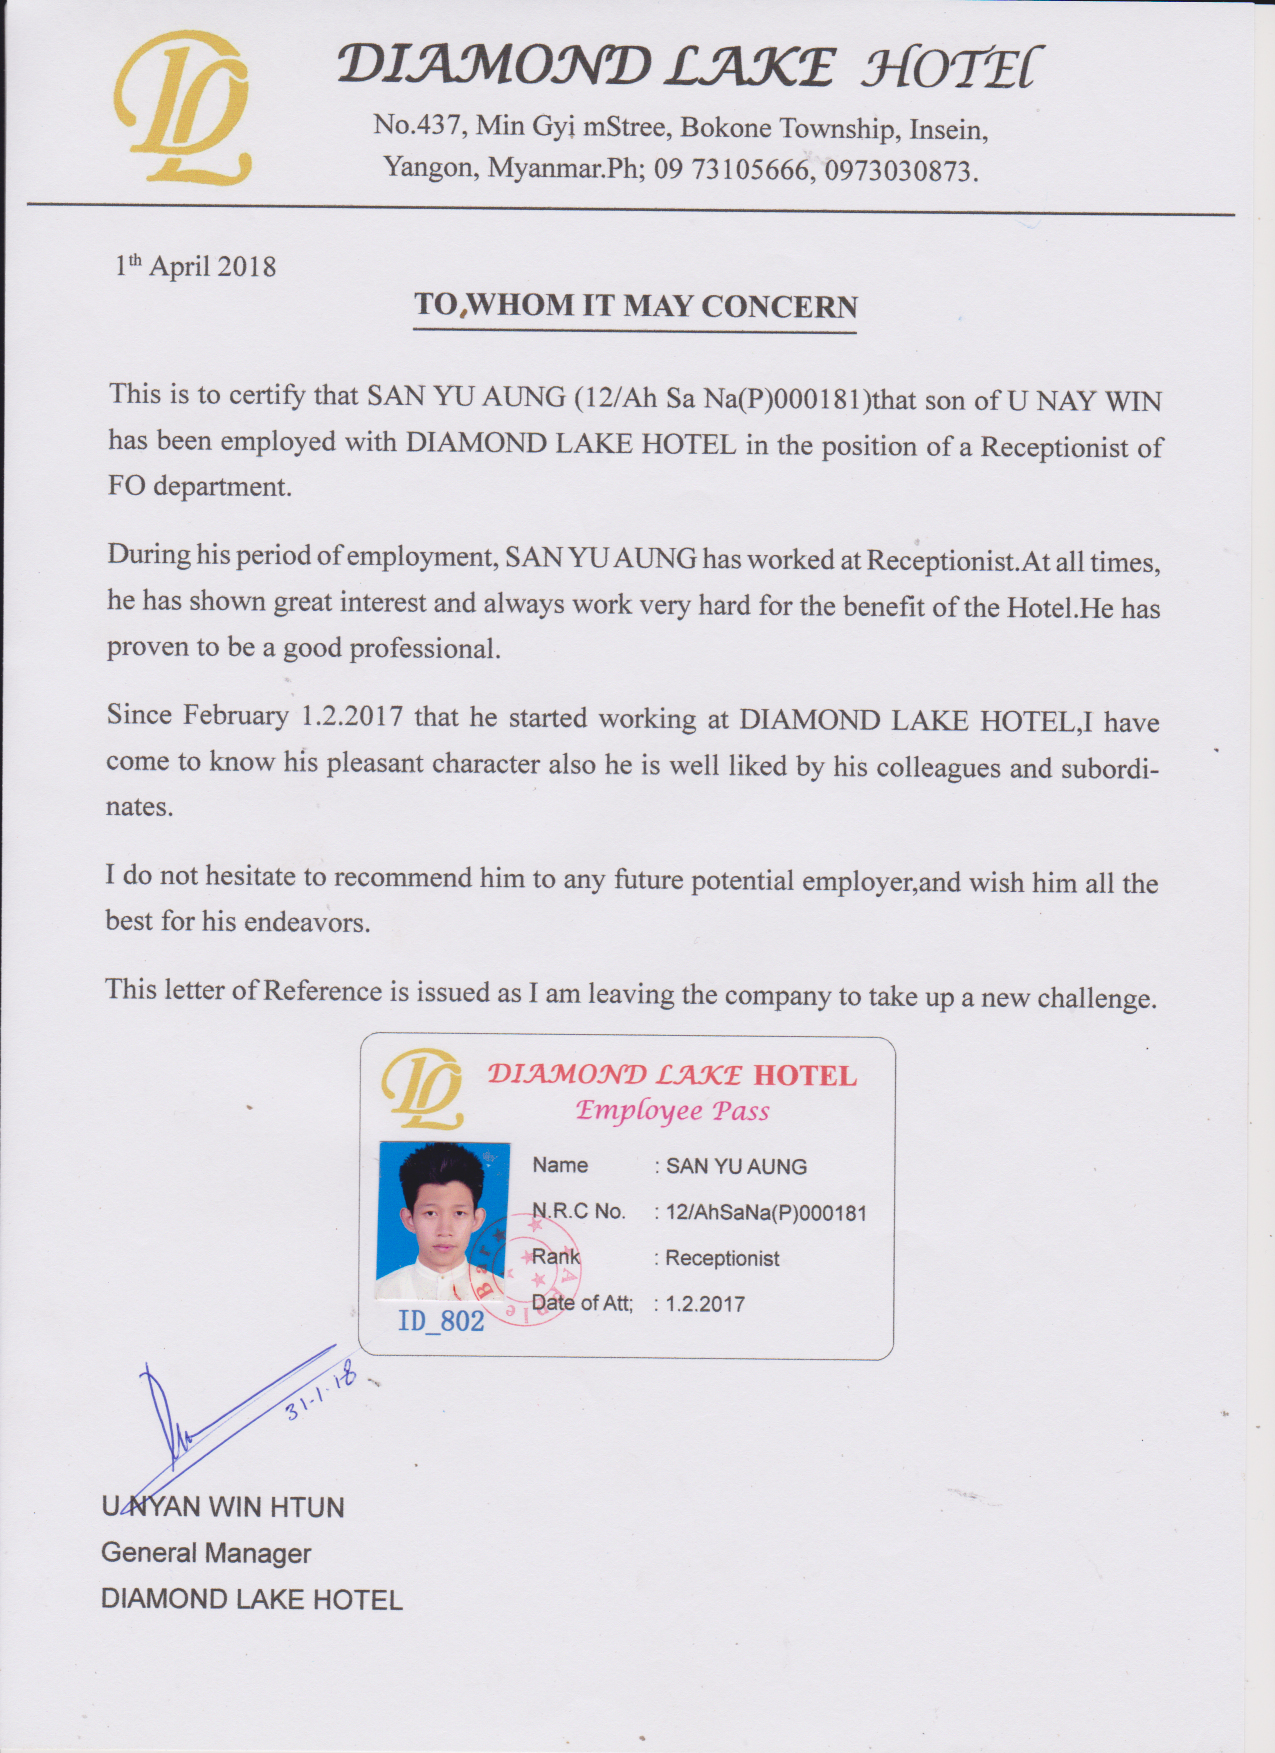 DL
DIAMOND LAKE HOTEL
No.437, Min Gyi mStree, Bokone Township, Insein,
Yangon, Myanmar.Ph; 09 73105666, 0973030873.
1th April 2018
TO,WHOM IT MAY CONCERN
This is to certify that SAN YU AUNG (12/Ah Sa Na(P)000181)that son of U NAY WIN
has been employed with DIAMOND LAKE HOTEL in the position of a Receptionist of
FO department.
During his period of employment, SAN YU AUNG has worked at Receptionist.At all times,
he has shown great interest and always work very hard for the benefit of the Hotel.He has
proven to be a good professional.
Since February 1.2.2017 that he started working at DIAMOND LAKE HOTEL,I have
come to know his pleasant character also he is well liked by his colleagues and subordi-
nates.
I do not hesitate to recommend him to any future potential employer,and wish him all the
best for his endeavors.
This letter of Reference is issued as I am leaving the company to take up a new challenge.
DL
DIAMOND LAKE HOTEL
Employee Pass
Name : SAN YU AUNG
N.R.C No. : 12/AhSaNa(P)000181
Rank : Receptionist
Date of Att; : 1.2.2017
Apple Bar
ID_802
31-1-18
U NYAN WIN HTUN
General Manager
DIAMOND LAKE HOTEL